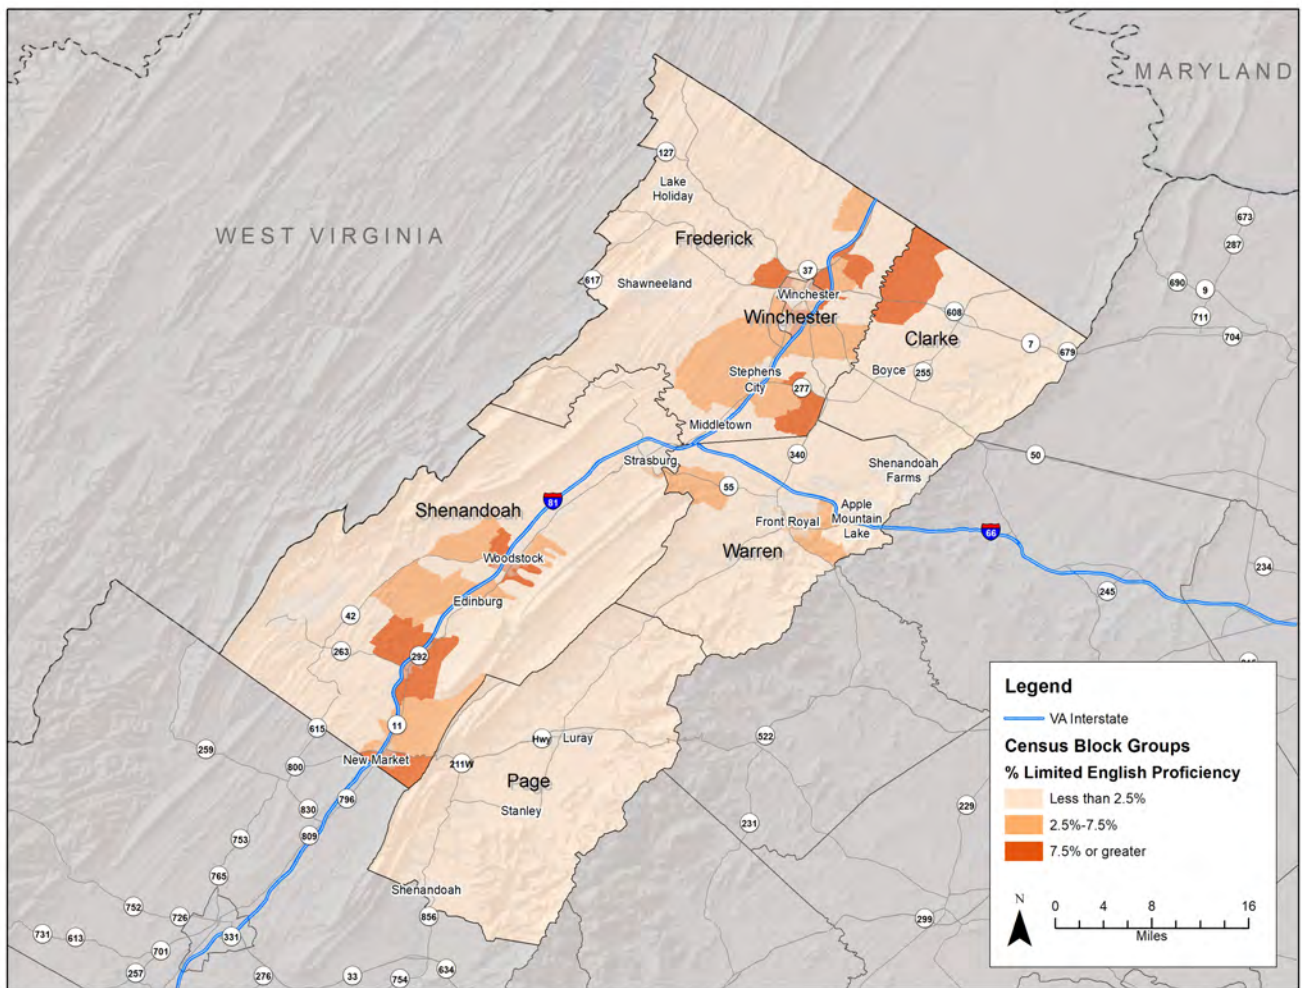 MARYLAND
WEST VIRGINIA
127
Lake
Holiday
673
287
Frederick
617
Shawneeland
37
690
9
Winchester
711
704
Winchester
608
Clarke
7
679
Stephens
City
277
Boyce
255
Middletown
Strasburg
340
50
Shenandoah
Farms
55
81
Shenandoah
Apple
Mountain
Lake
Front Royal
66
Warren
Woodstock
234
245
Edinburg
42
263
292
11
615
259
800
New Market
211W
Hwy
Luray
522
Page
Stanley
796
830
809
753
231
229
765
Shenandoah
856
752
726
731
613
701
331
299
257
276
33
754
634
Legend
VA Interstate
Census Block Groups
% Limited English Proficiency
Less than 2.5%
2.5%-7.5%
7.5% or greater
N
0 4 8 16
Miles